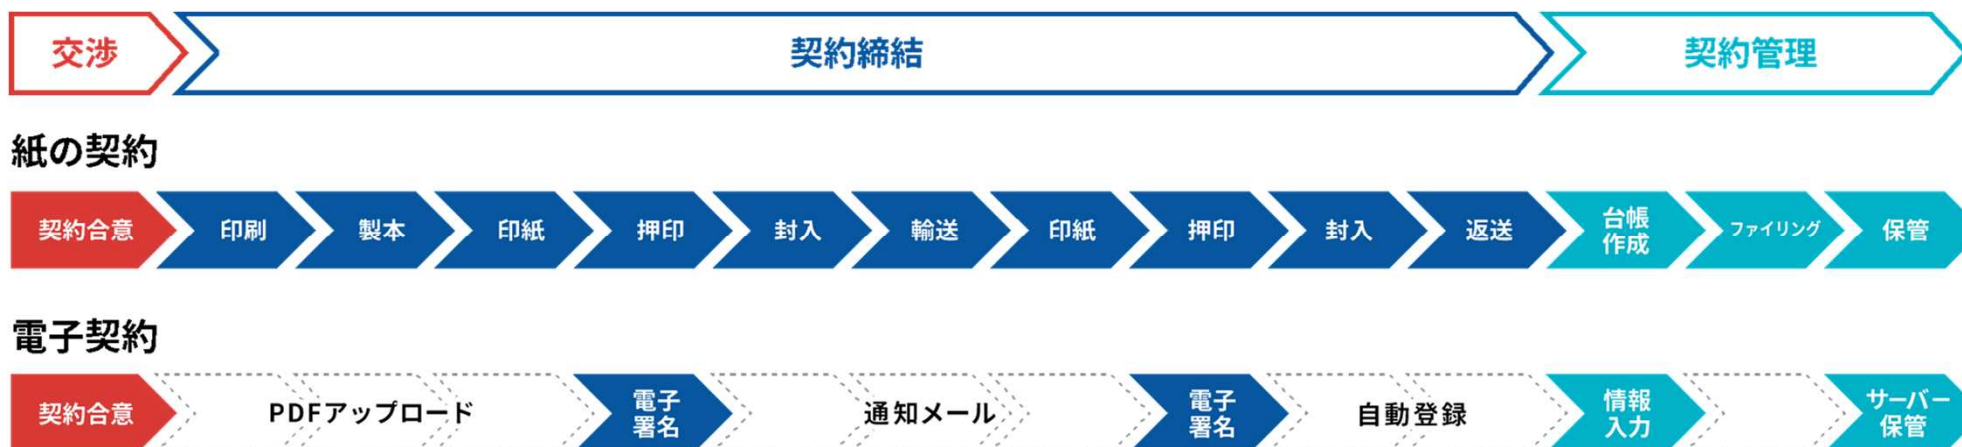 交渉
契約締結
契約管理
紙の契約
契約合意
印刷
製本
印紙
押印
封入
輸送
印紙
押印
封入
返送
台帳
作成
ファイリング
保管
電子契約
契約合意
PDFアップロード
電子
署名
通知メール
電子
署名
自動登録
情報
入力
サーバー
保管